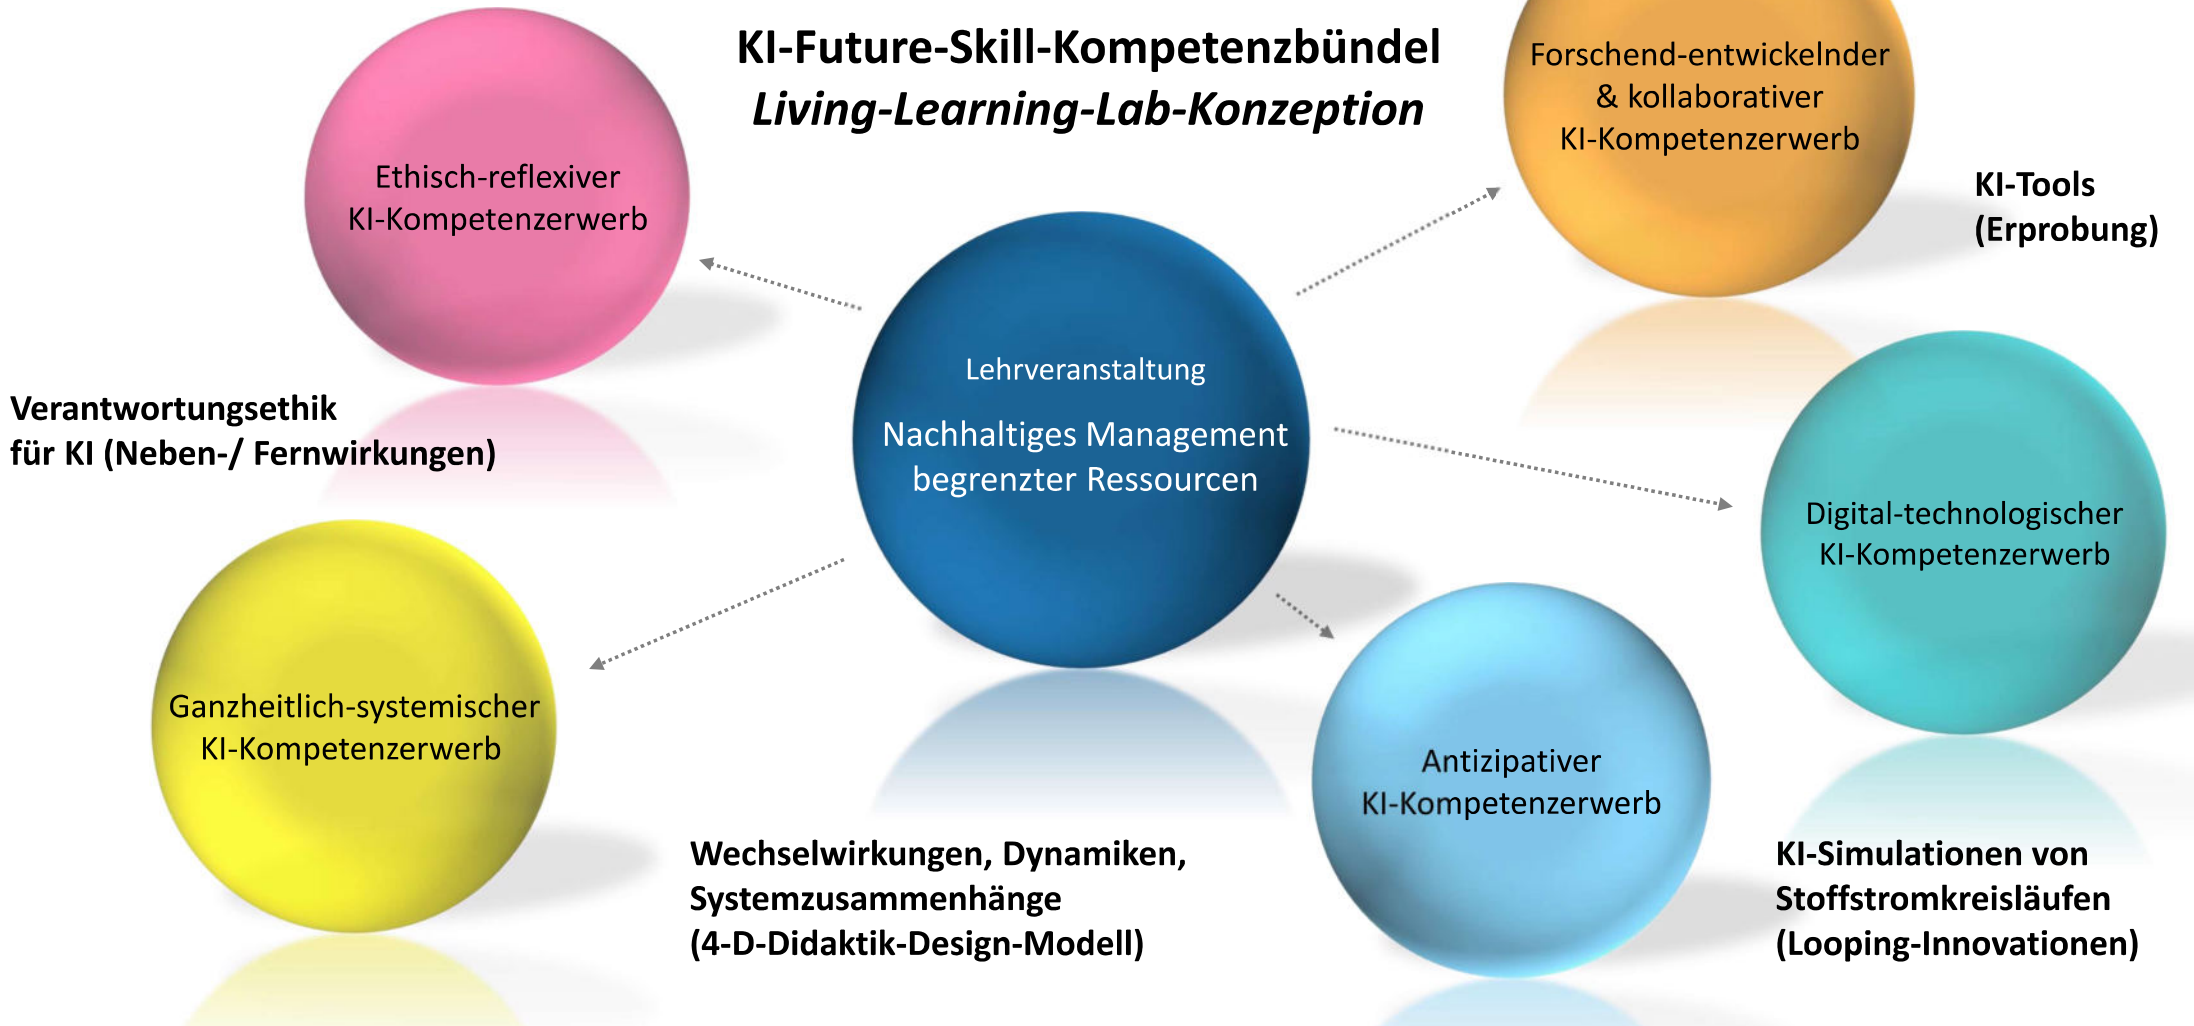 KI-Future-Skill-Kompetenzbündel
Living-Learning-Lab-Konzeption
Ethisch-reflexiver
KI-Kompetenzerwerb
Verantwortungsethik
für KI (Neben-/ Fernwirkungen)
Forschend-entwickelnder
& kollaborativer
KI-Kompetenzerwerb
KI-Tools
(Erprobung)
Lehrveranstaltung
Nachhaltiges Management
begrenzter Ressourcen
Digital-technologischer
KI-Kompetenzerwerb
Ganzheitlich-systemischer
KI-Kompetenzerwerb
Wechselwirkungen, Dynamiken,
Systemzusammenhänge
(4-D-Didaktik-Design-Modell)
Antizipativer
KI-Kompetenzerwerb
KI-Simulationen von
Stoffstromkreisläufen
(Looping-Innovationen)